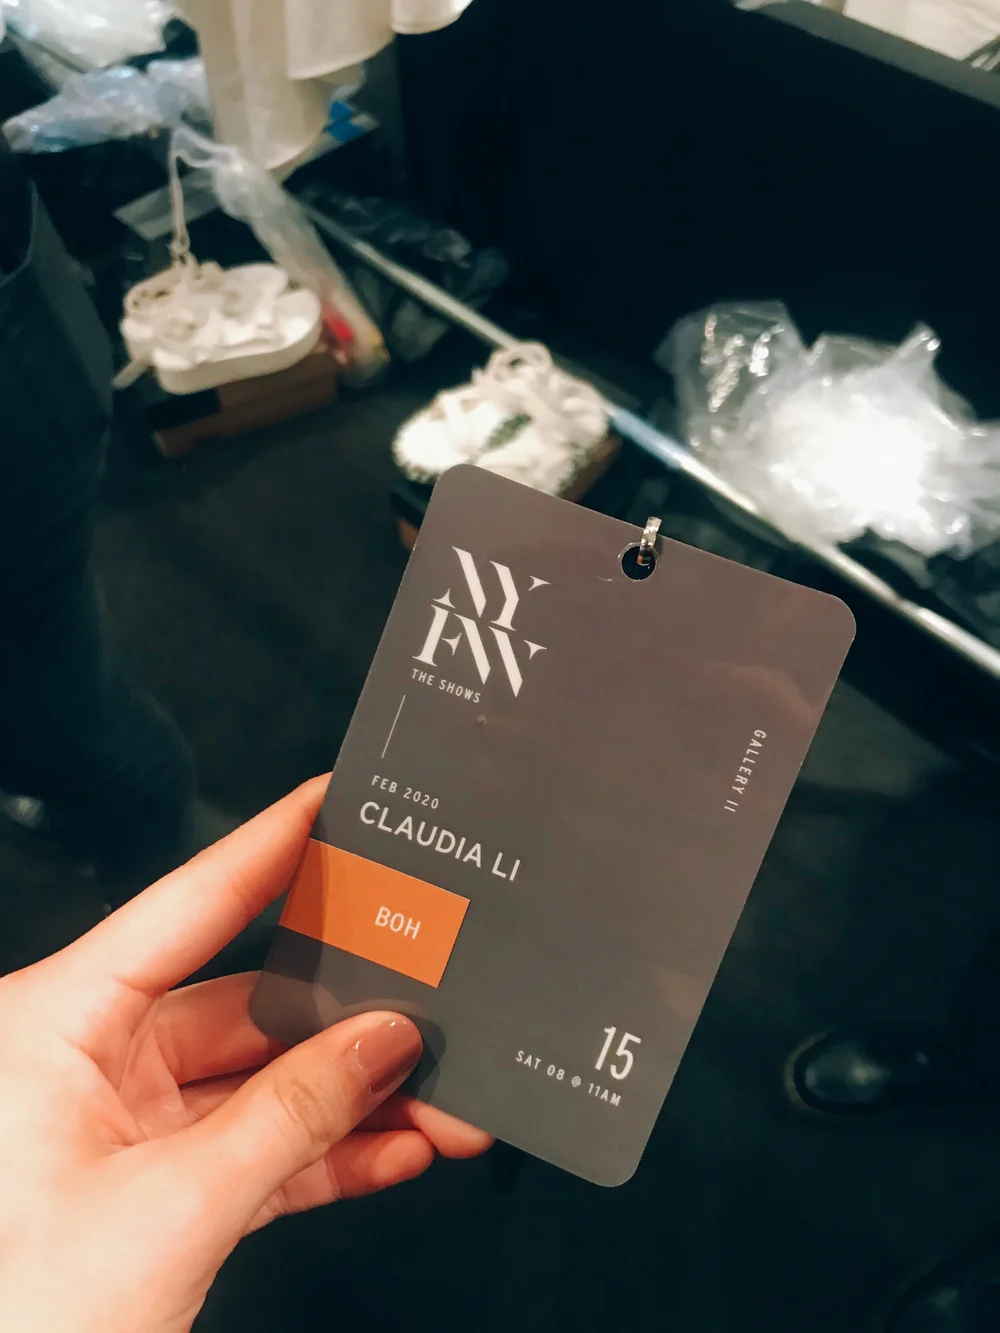 NY
FW
THE SHOWS
FEB 2020
CLAUDIA LI
BOH
GALLERY II
15
SAT 08 @ 11AM